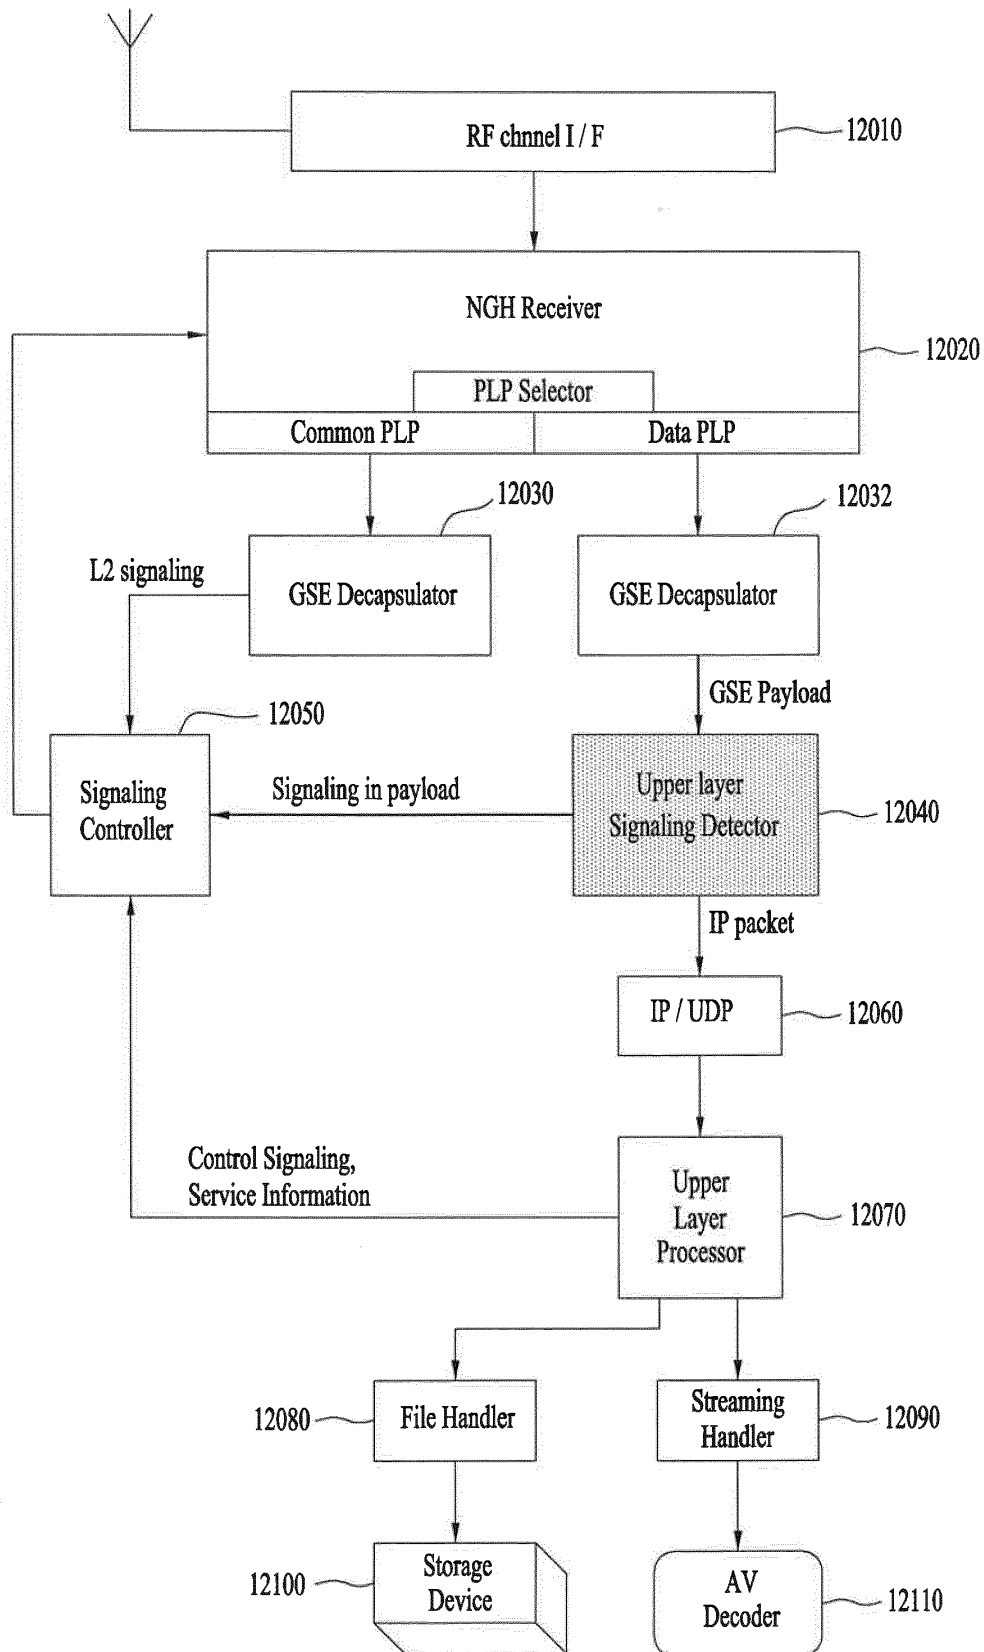 RF chnnel I / F
12010
NGH Receiver
12020
PLP Selector
Common PLP
Data PLP
12030
12032
L2 signaling
GSE Decapsulator
GSE Decapsulator
GSE Payload
12050
Signaling
Controller
Signaling in payload
Upper layer
Signaling Detector
12040
IP packet
IP / UDP
12060
Control Signaling,
Service Information
Upper
Layer
Processor
12070
12080
File Handler
Streaming
Handler
12090
12100
Storage
Device
AV
Decoder
12110